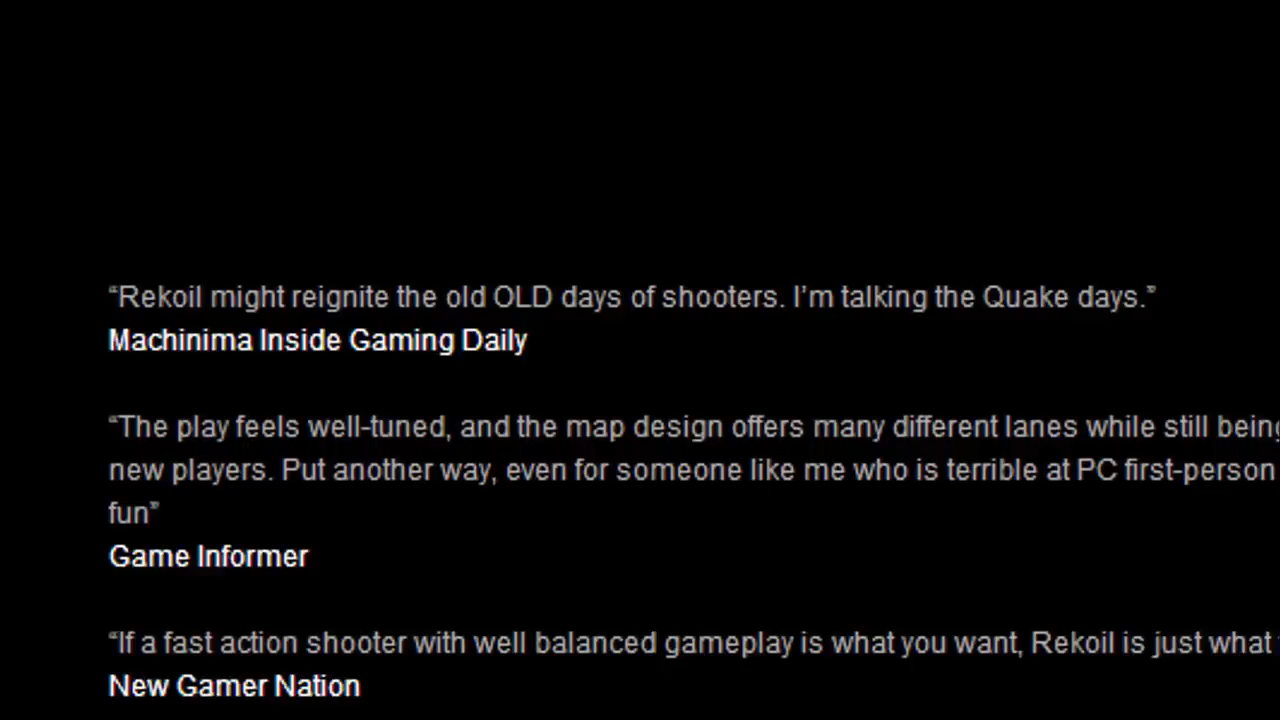 “Rekoil might reignite the old OLD days of shooters. I’m talking the Quake days.”
Machinima Inside Gaming Daily
“The play feels well-tuned, and the map design offers many different lanes while still being
new players. Put another way, even for someone like me who is terrible at PC first-person
fun”
Game Informer
“If a fast action shooter with well balanced gameplay is what you want, Rekoil is just what
New Gamer Nation